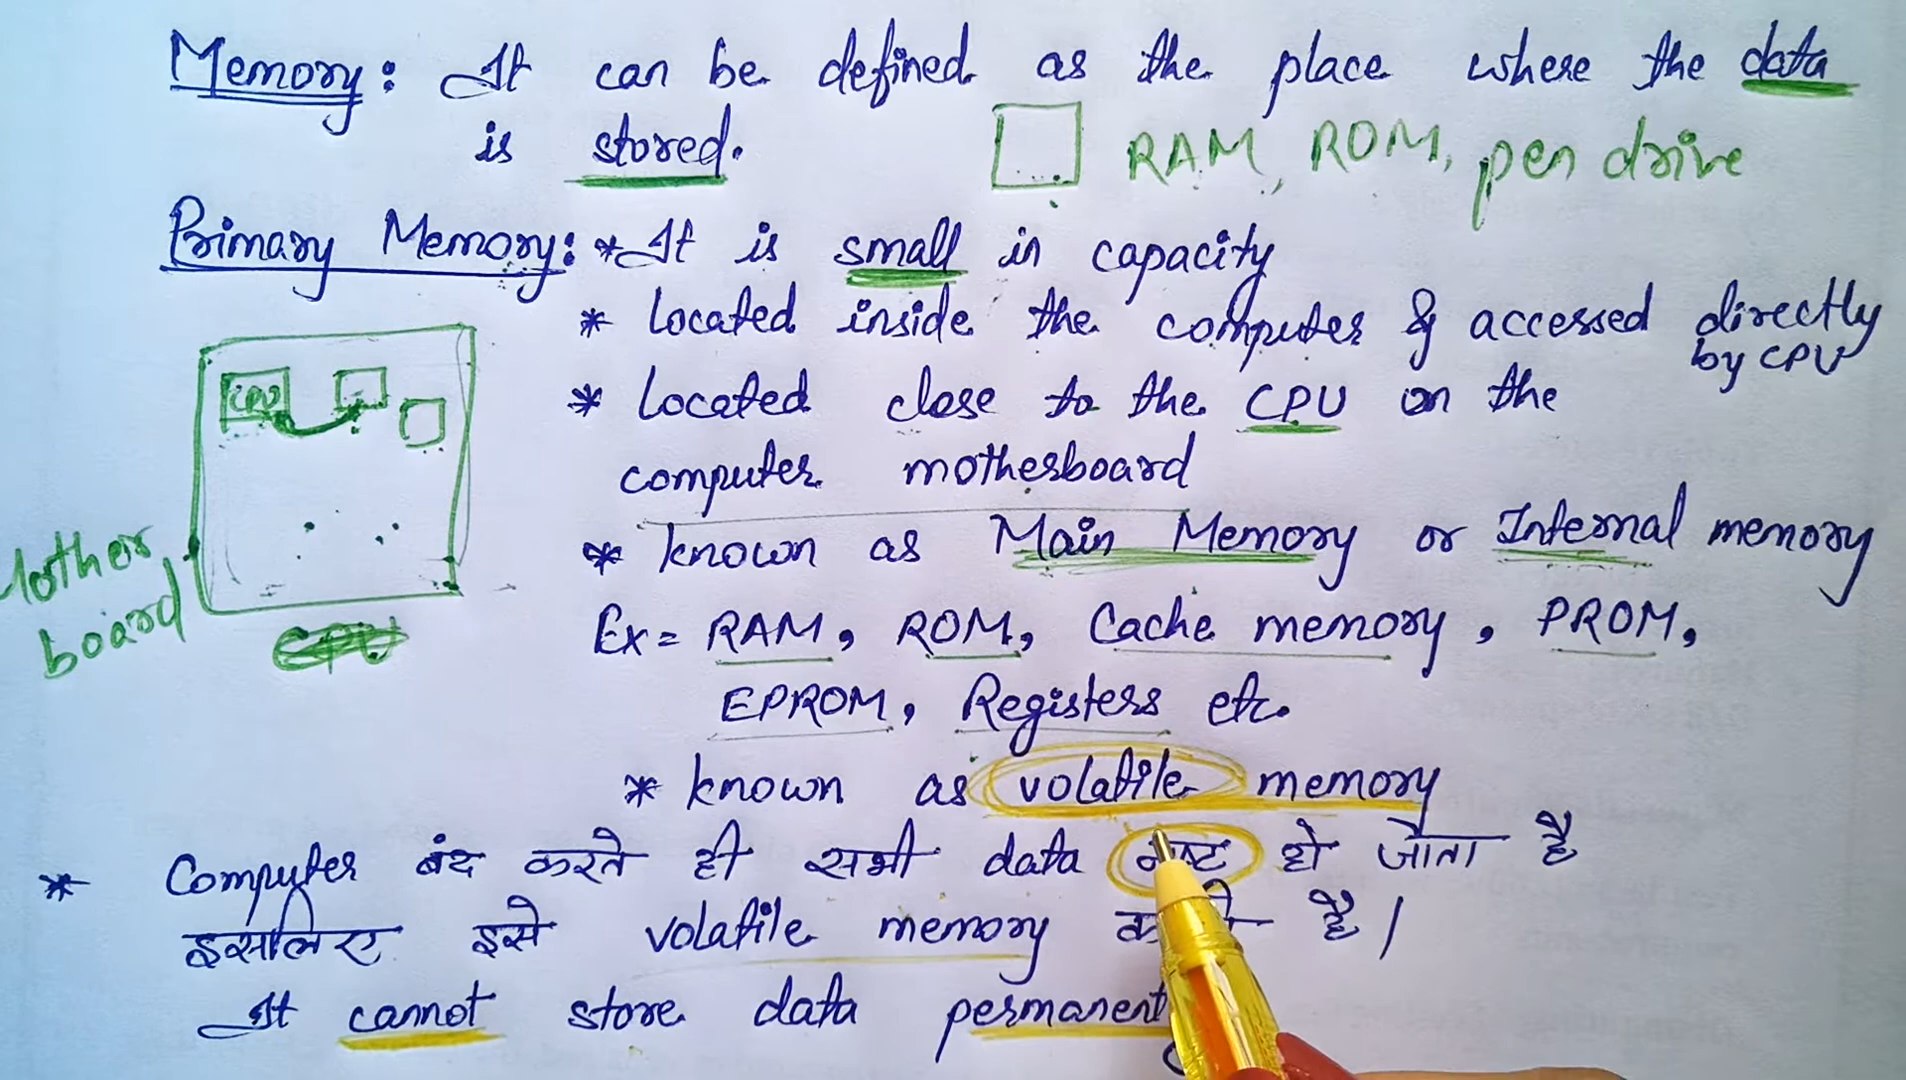 Memory: It can be defined as the place where the data
is stored. RAM, ROM, pen drive
Primary Memory: * It is small in capacity
* Located inside the computer & accessed directly
by CPU
CPU
* Located close to the CPU on the
computer motherboard
* known as Main Memory or Internal memory
Mother
board
Ex = RAM, ROM, Cache memory, PROM,
EPROM, Registers etc.
* known as volatile memory
* Computer बंद करते ही सभी data नष्ट हो जाता है
इसलिए इसे volatile memory है।
It cannot store data